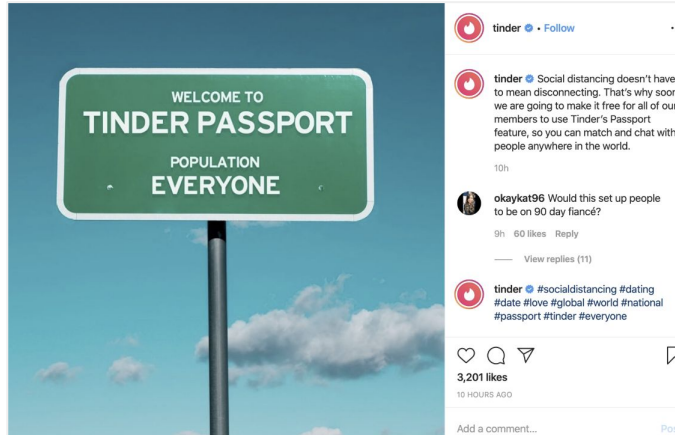 WELCOME TO
TINDER PASSPORT
POPULATION
EVERYONE
tinder • Follow
tinder Social distancing doesn't have
to mean disconnecting. That's why soon
we are going to make it free for all of our
members to use Tinder's Passport
feature, so you can match and chat with
people anywhere in the world.
10h
okaykat96 Would this set up people
to be on 90 day fiancé?
9h 60 likes Reply
View replies (11)
tinder #socialdistancing #dating
#date #love #global #world #national
#passport #tinder #everyone
3,201 likes
10 HOURS AGO
Add a comment...